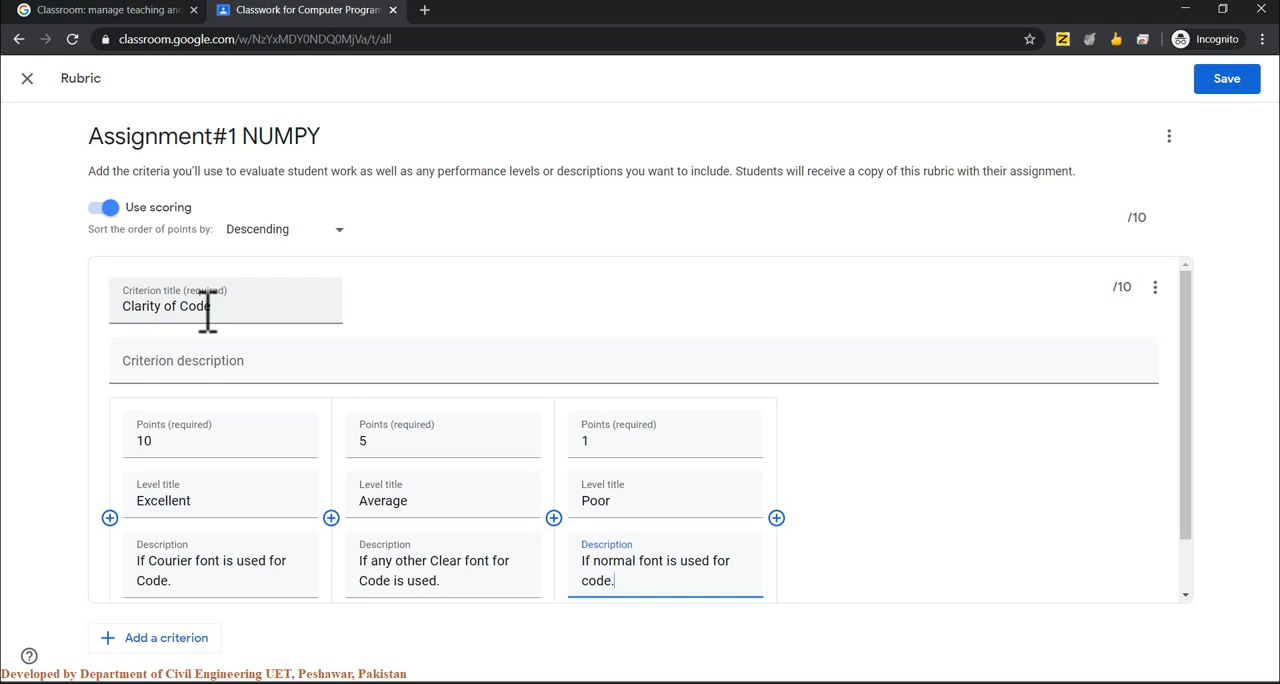 Classroom: manage teaching and
Classwork for Computer Program
classroom.google.com/w/NzYxMDY0NDQ0MjVa/t/all
Incognito
Rubric
Save
Assignment#1 NUMPY
Add the criteria you'll use to evaluate student work as well as any performance levels or descriptions you want to include. Students will receive a copy of this rubric with their assignment.
Use scoring
/10
Sort the order of points by: Descending
Criterion title (required)
Clarity of Code
/10
Criterion description
Points (required) Points (required) Points (required)
10 5 1
Level title Level title Level title
Excellent Average Poor
Description Description Description
If Courier font is used for If any other Clear font for If normal font is used for
Code. Code is used. code.
Add a criterion
Developed by Department of Civil Engineering UET, Peshawar, Pakistan